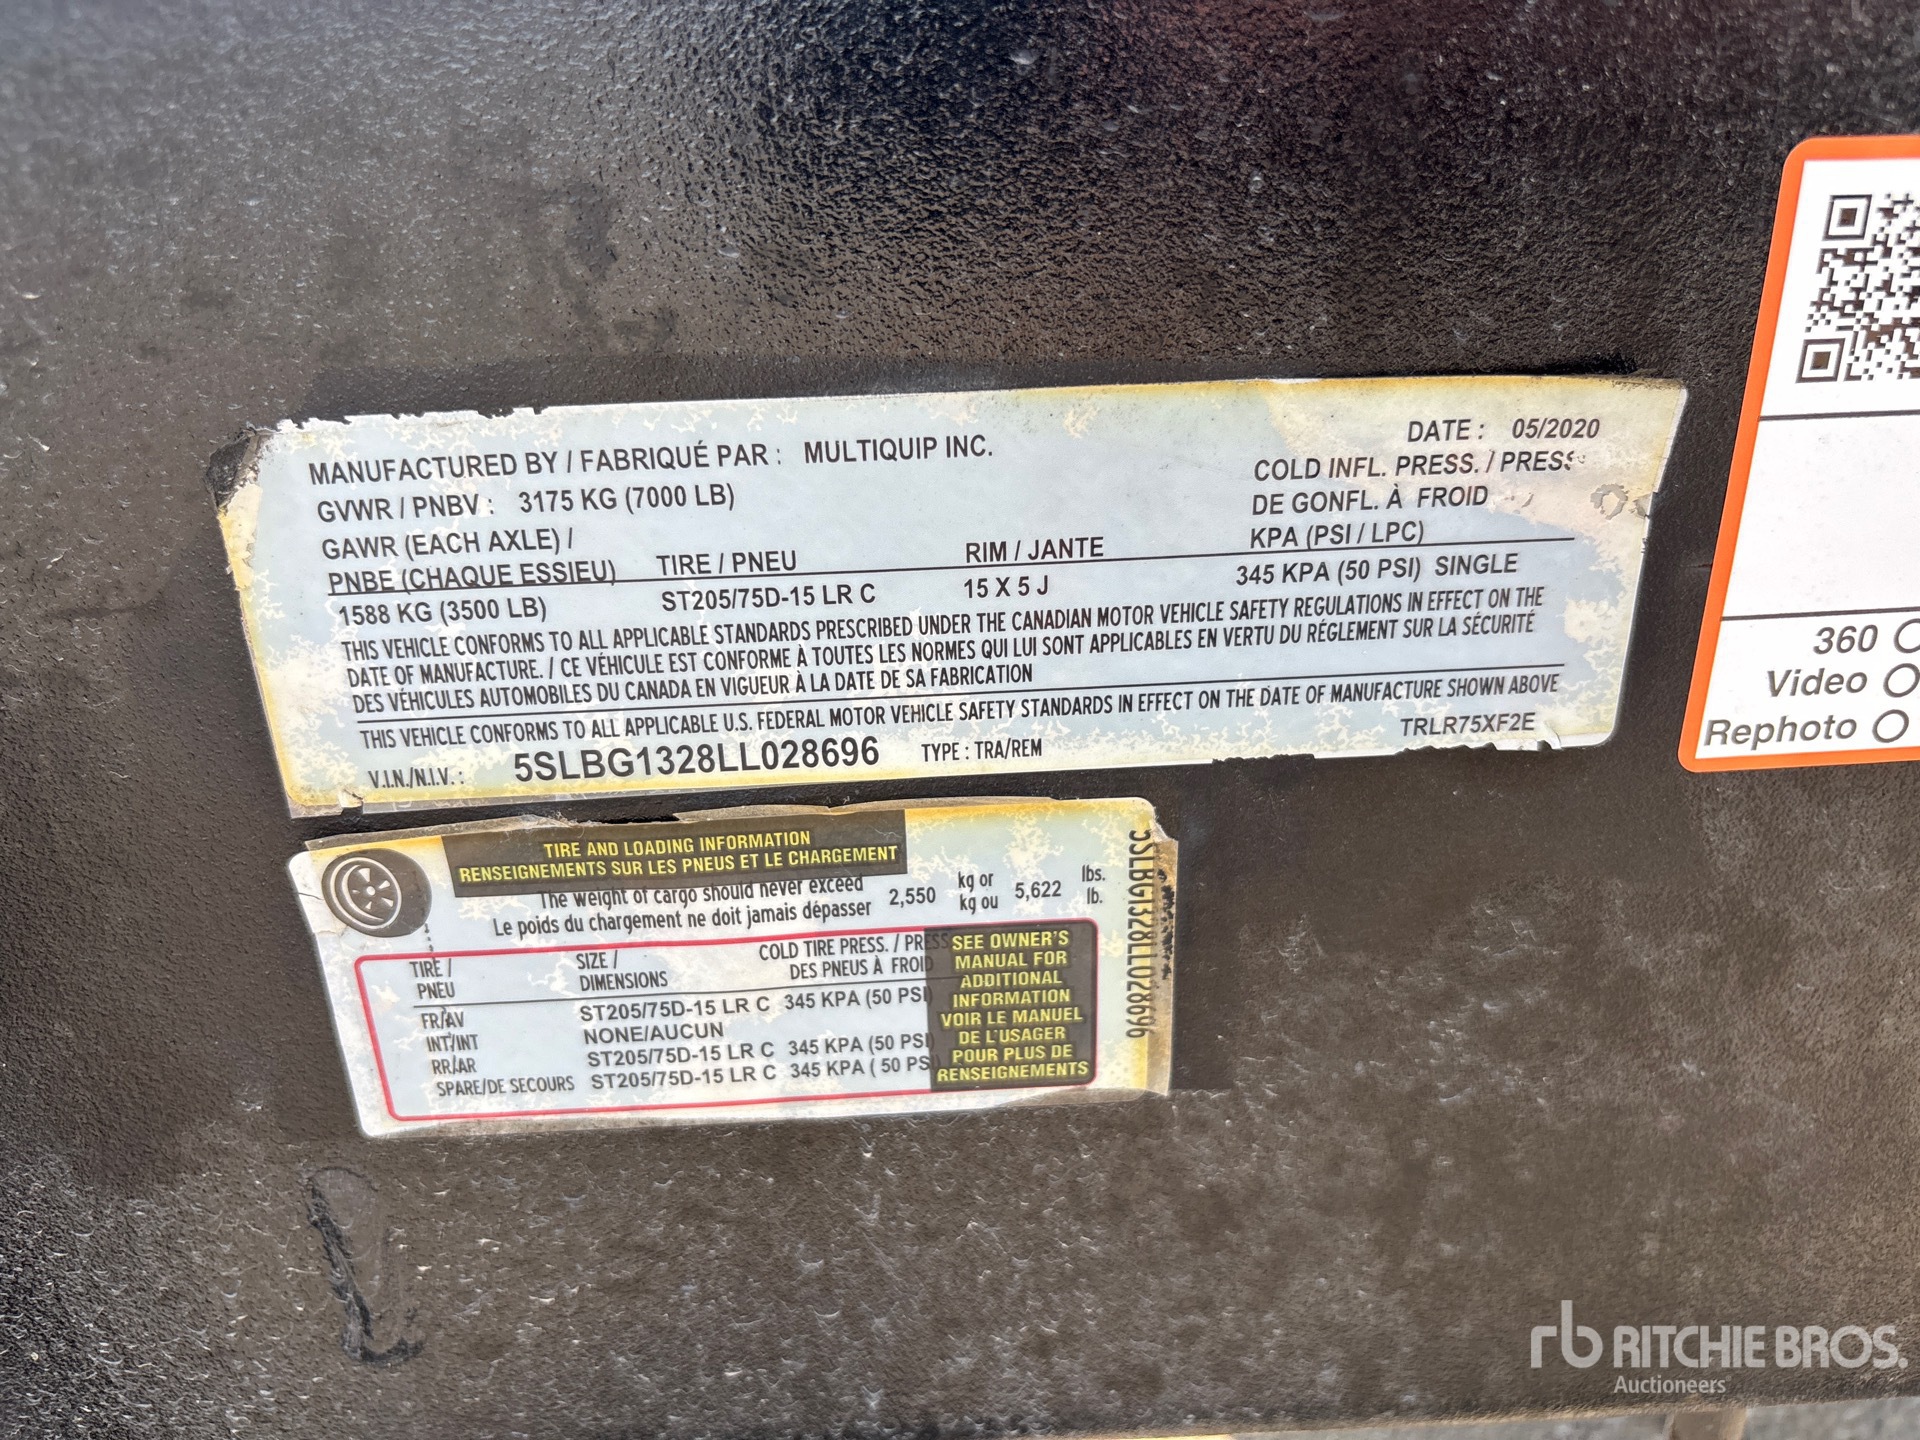 MANUFACTURED BY / FABRIQUÉ PAR : MULTIQUIP INC.
DATE : 05/2020
GVWR / PNBV : 3175 KG (7000 LB)
COLD INFL. PRESS. / PRESS
DE GONFL. À FROID
KPA (PSI / LPC)
GAWR (EACH AXLE) /
PNBE (CHAQUE ESSIEU) TIRE / PNEU RIM / JANTE
1588 KG (3500 LB) ST205/75D-15 LR C 15 X 5 J 345 KPA (50 PSI) SINGLE
THIS VEHICLE CONFORMS TO ALL APPLICABLE STANDARDS PRESCRIBED UNDER THE CANADIAN MOTOR VEHICLE SAFETY REGULATIONS IN EFFECT ON THE
DATE OF MANUFACTURE. / CE VÉHICULE EST CONFORME À TOUTES LES NORMES QUI LUI SONT APPLICABLES EN VERTU DU RÉGLEMENT SUR LA SÉCURITÉ
DES VÉHICULES AUTOMOBILES DU CANADA EN VIGUEUR À LA DATE DE SA FABRICATION
THIS VEHICLE CONFORMS TO ALL APPLICABLE U.S. FEDERAL MOTOR VEHICLE SAFETY STANDARDS IN EFFECT ON THE DATE OF MANUFACTURE SHOWN ABOVE
V.I.N./N.I.V. : 5SLBG1328LL028696 TYPE : TRA/REM TRLR75XF2E
TIRE AND LOADING INFORMATION
RENSEIGNEMENTS SUR LES PNEUS ET LE CHARGEMENT
The weight of cargo should never exceed
Le poids du chargement ne doit jamais dépasser
2,550 kg or
kg ou 5,622 lbs.
lb.
TIRE /
PNEU
SIZE /
DIMENSIONS
COLD TIRE PRESS. / PRESS
DES PNEUS À FROID
FR/AV ST205/75D-15 LR C 345 KPA (50 PSI)
INT/INT NONE/AUCUN
RR/AR ST205/75D-15 LR C 345 KPA (50 PSI)
SPARE/DE SECOURS ST205/75D-15 LR C 345 KPA ( 50 PSI
SEE OWNER'S
MANUAL FOR
ADDITIONAL
INFORMATION
VOIR LE MANUEL
DE L'USAGER
POUR PLUS DE
RENSEIGNEMENTS
5SLBG1328LL028696
360
Video
Rephoto
rb RITCHIE BROS.
Auctioneers